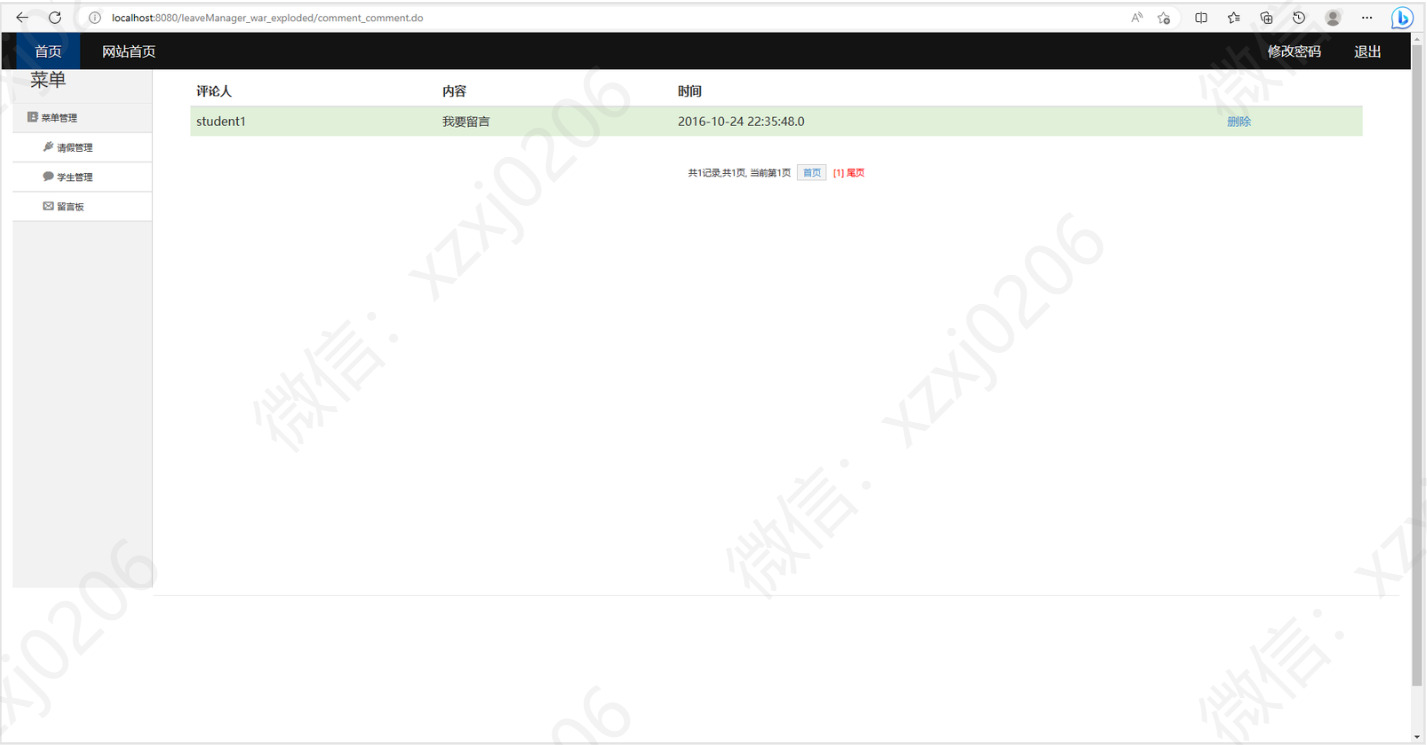 localhost:8080/leaveManager_war_exploded/comment_comment.do
首页 网站首页 修改密码 退出
菜单
菜单管理
请假管理
学生管理
留言板
评论人 内容 时间
student1 我要留言 2016-10-24 22:35:48.0 删除
共1记录,共1页, 当前第1页 首页 [1] 尾页
微信: xzxj0206
微信: xzxj0206